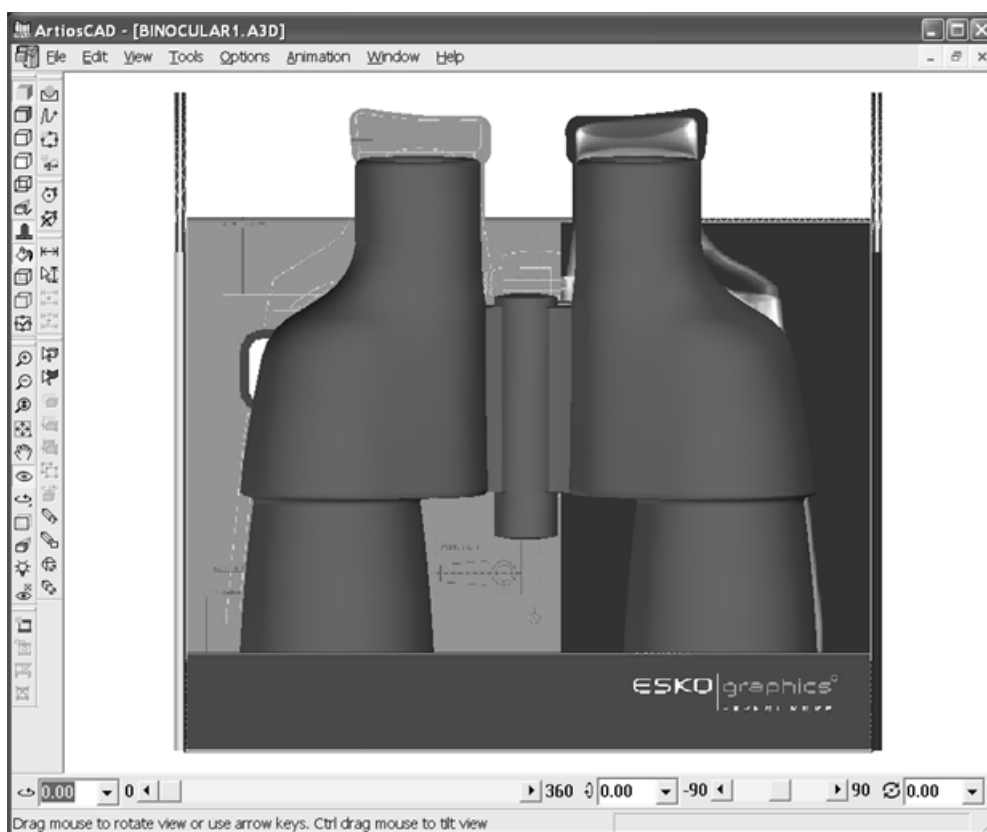 ArtiosCAD - [BINOCULAR1.A3D]
File Edit View Tools Options Animation Window Help
ESKO graphics
0.00 0 360 0.00 -90 90 0.00
Drag mouse to rotate view or use arrow keys. Ctrl drag mouse to tilt view